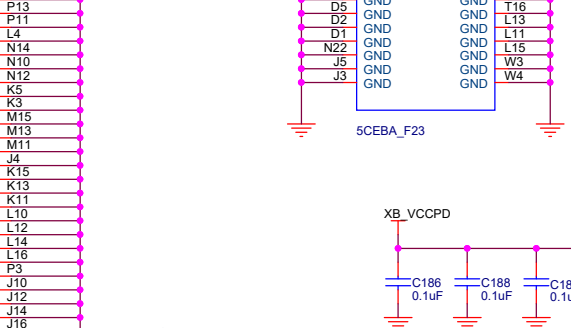 P13
P11
L4
N14
N10
N12
K5
K3
M15
M13
M11
J4
K15
K13
K11
L10
L12
L14
L16
P3
J10
J12
J14
J16
D5 GND GND T16
D2 GND GND L13
D1 GND GND L11
N22 GND GND L15
J5 GND GND W3
J3 GND GND W4
5CEBA_F23
XB_VCCPD
C186 C188
0.1uF 0.1uF